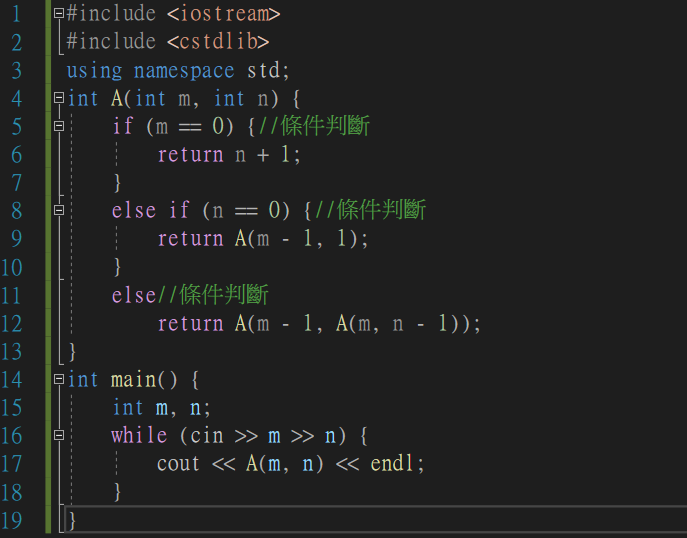 1 #include <iostream>
2 #include <cstdlib>
3 using namespace std;
4 int A(int m, int n) {
5 if (m == 0) {//條件判斷
6 return n + 1;
7 }
8 else if (n == 0) {//條件判斷
9 return A(m - 1, 1);
10 }
11 else//條件判斷
12 return A(m - 1, A(m, n - 1));
13 }
14 int main() {
15 int m, n;
16 while (cin >> m >> n) {
17 cout << A(m, n) << endl;
18 }
19 }